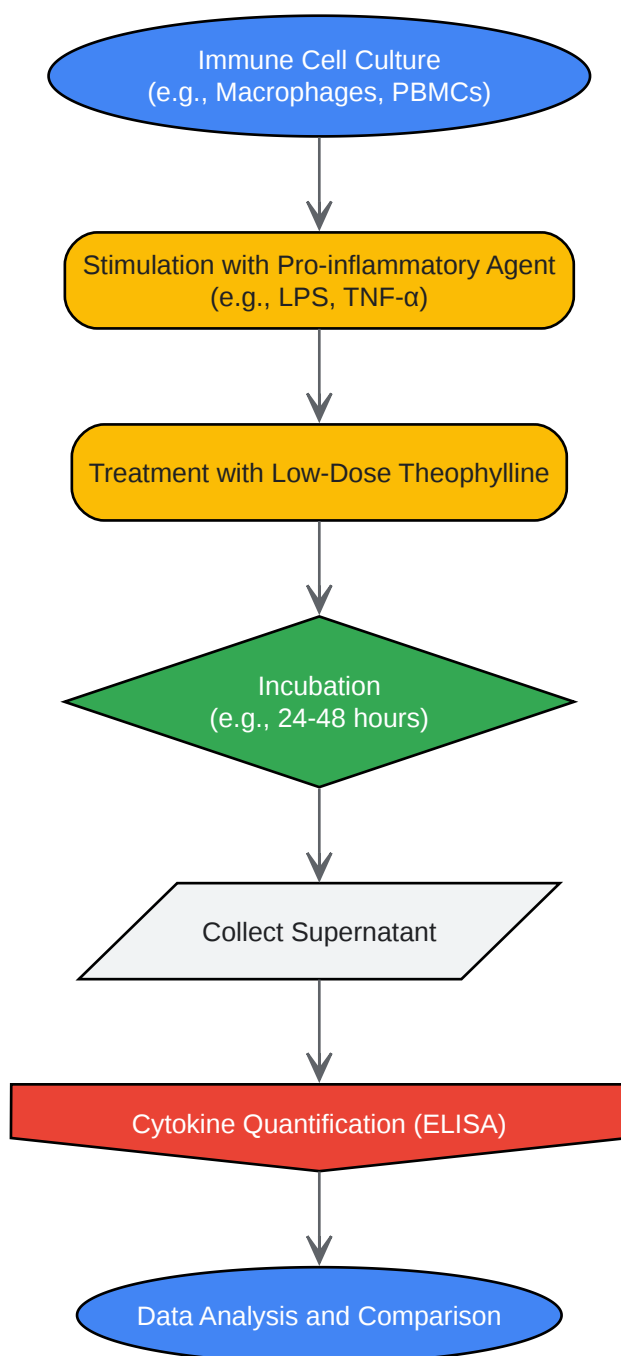 Immune Cell Culture
(e.g., Macrophages, PBMCs)
Stimulation with Pro-inflammatory Agent
(e.g., LPS, TNF-α)
Treatment with Low-Dose Theophylline
Incubation
(e.g., 24-48 hours)
Collect Supernatant
Cytokine Quantification (ELISA)
Data Analysis and Comparison